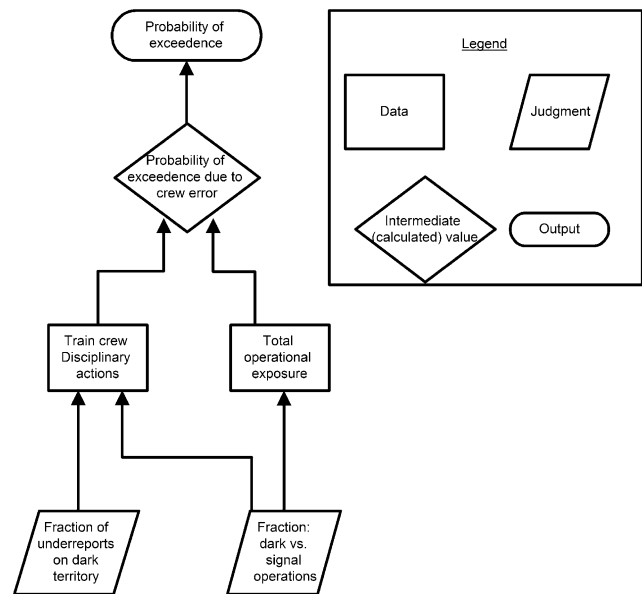 Probability of
exceedence
Legend
Data
Judgment
Probability of
exceedence due to
crew error
Intermediate
(calculated) value
Output
Train crew
Disciplinary
actions
Total
operational
exposure
Fraction of
underreports
on dark
territory
Fraction:
dark vs.
signal
operations